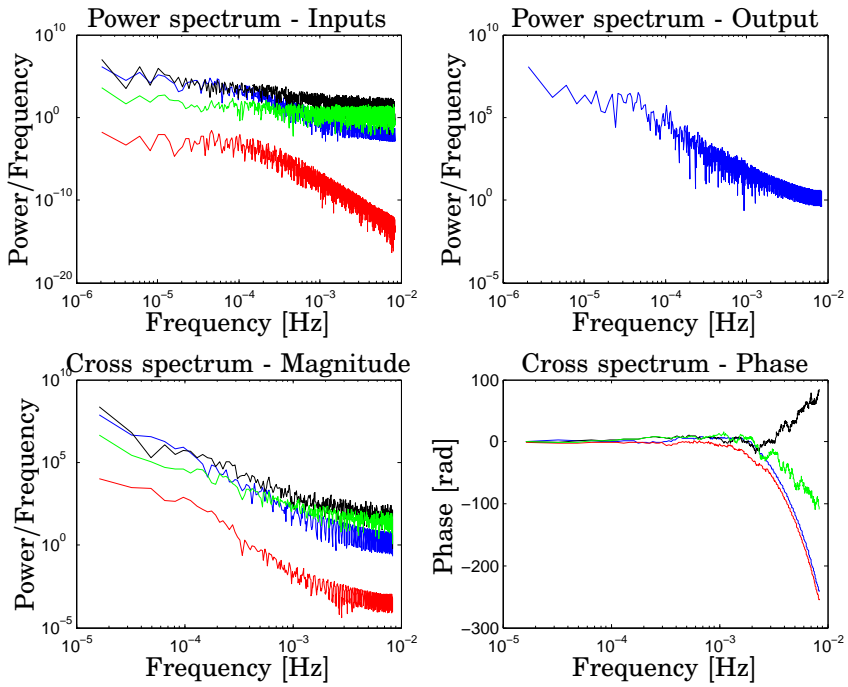 Power spectrum - Inputs
10^10
10^0
10^-10
10^-20
Power/Frequency
10^-6
10^-5
10^-4
10^-3
10^-2
Frequency [Hz]
Power spectrum - Output
10^10
10^5
10^0
10^-5
Power/Frequency
10^-6
10^-5
10^-4
10^-3
10^-2
Frequency [Hz]
Cross spectrum - Magnitude
10^10
10^5
10^0
10^-5
Power/Frequency
10^-5
10^-4
10^-3
10^-2
Frequency [Hz]
Cross spectrum - Phase
100
0
-100
-200
-300
Phase [rad]
10^-5
10^-4
10^-3
10^-2
Frequency [Hz]